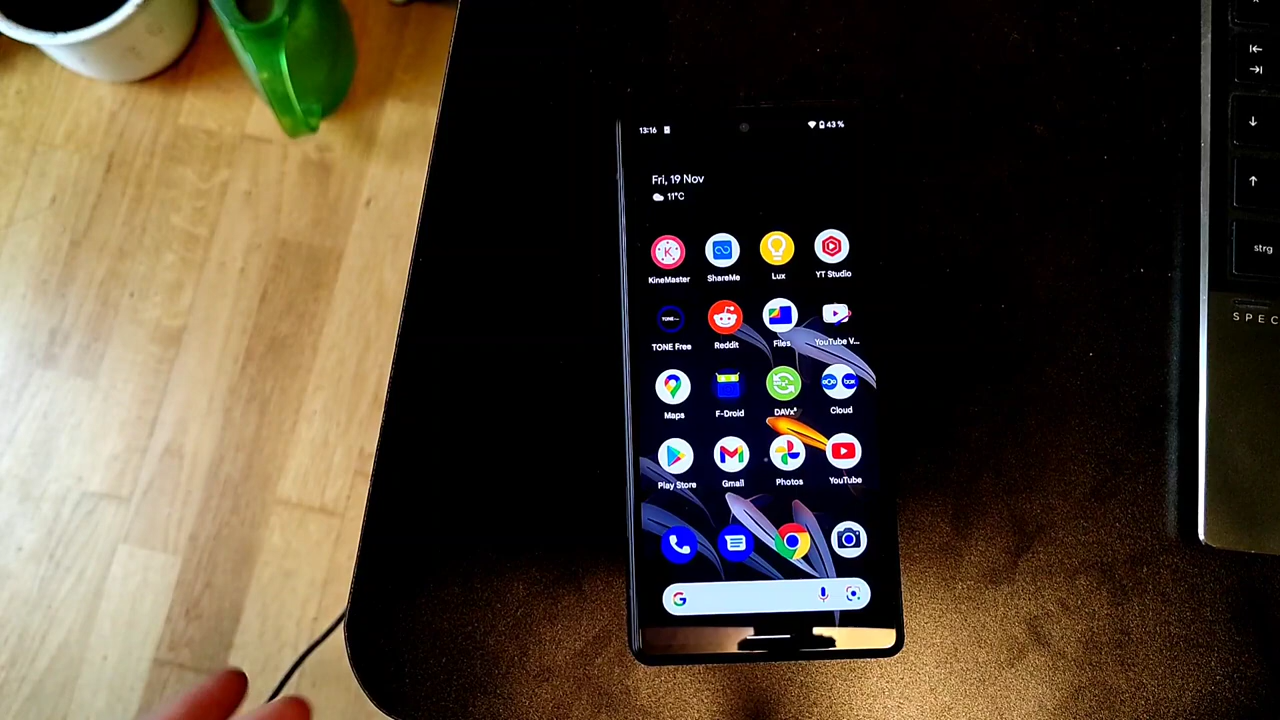 13:16 43 %
Fri, 19 Nov
11°C
KineMaster ShareMe Lux YT Studio
TONE Free Reddit Files YouTube V...
Maps F-Droid DAVx⁵ Cloud
Play Store Gmail Photos YouTube
strg
SPEC